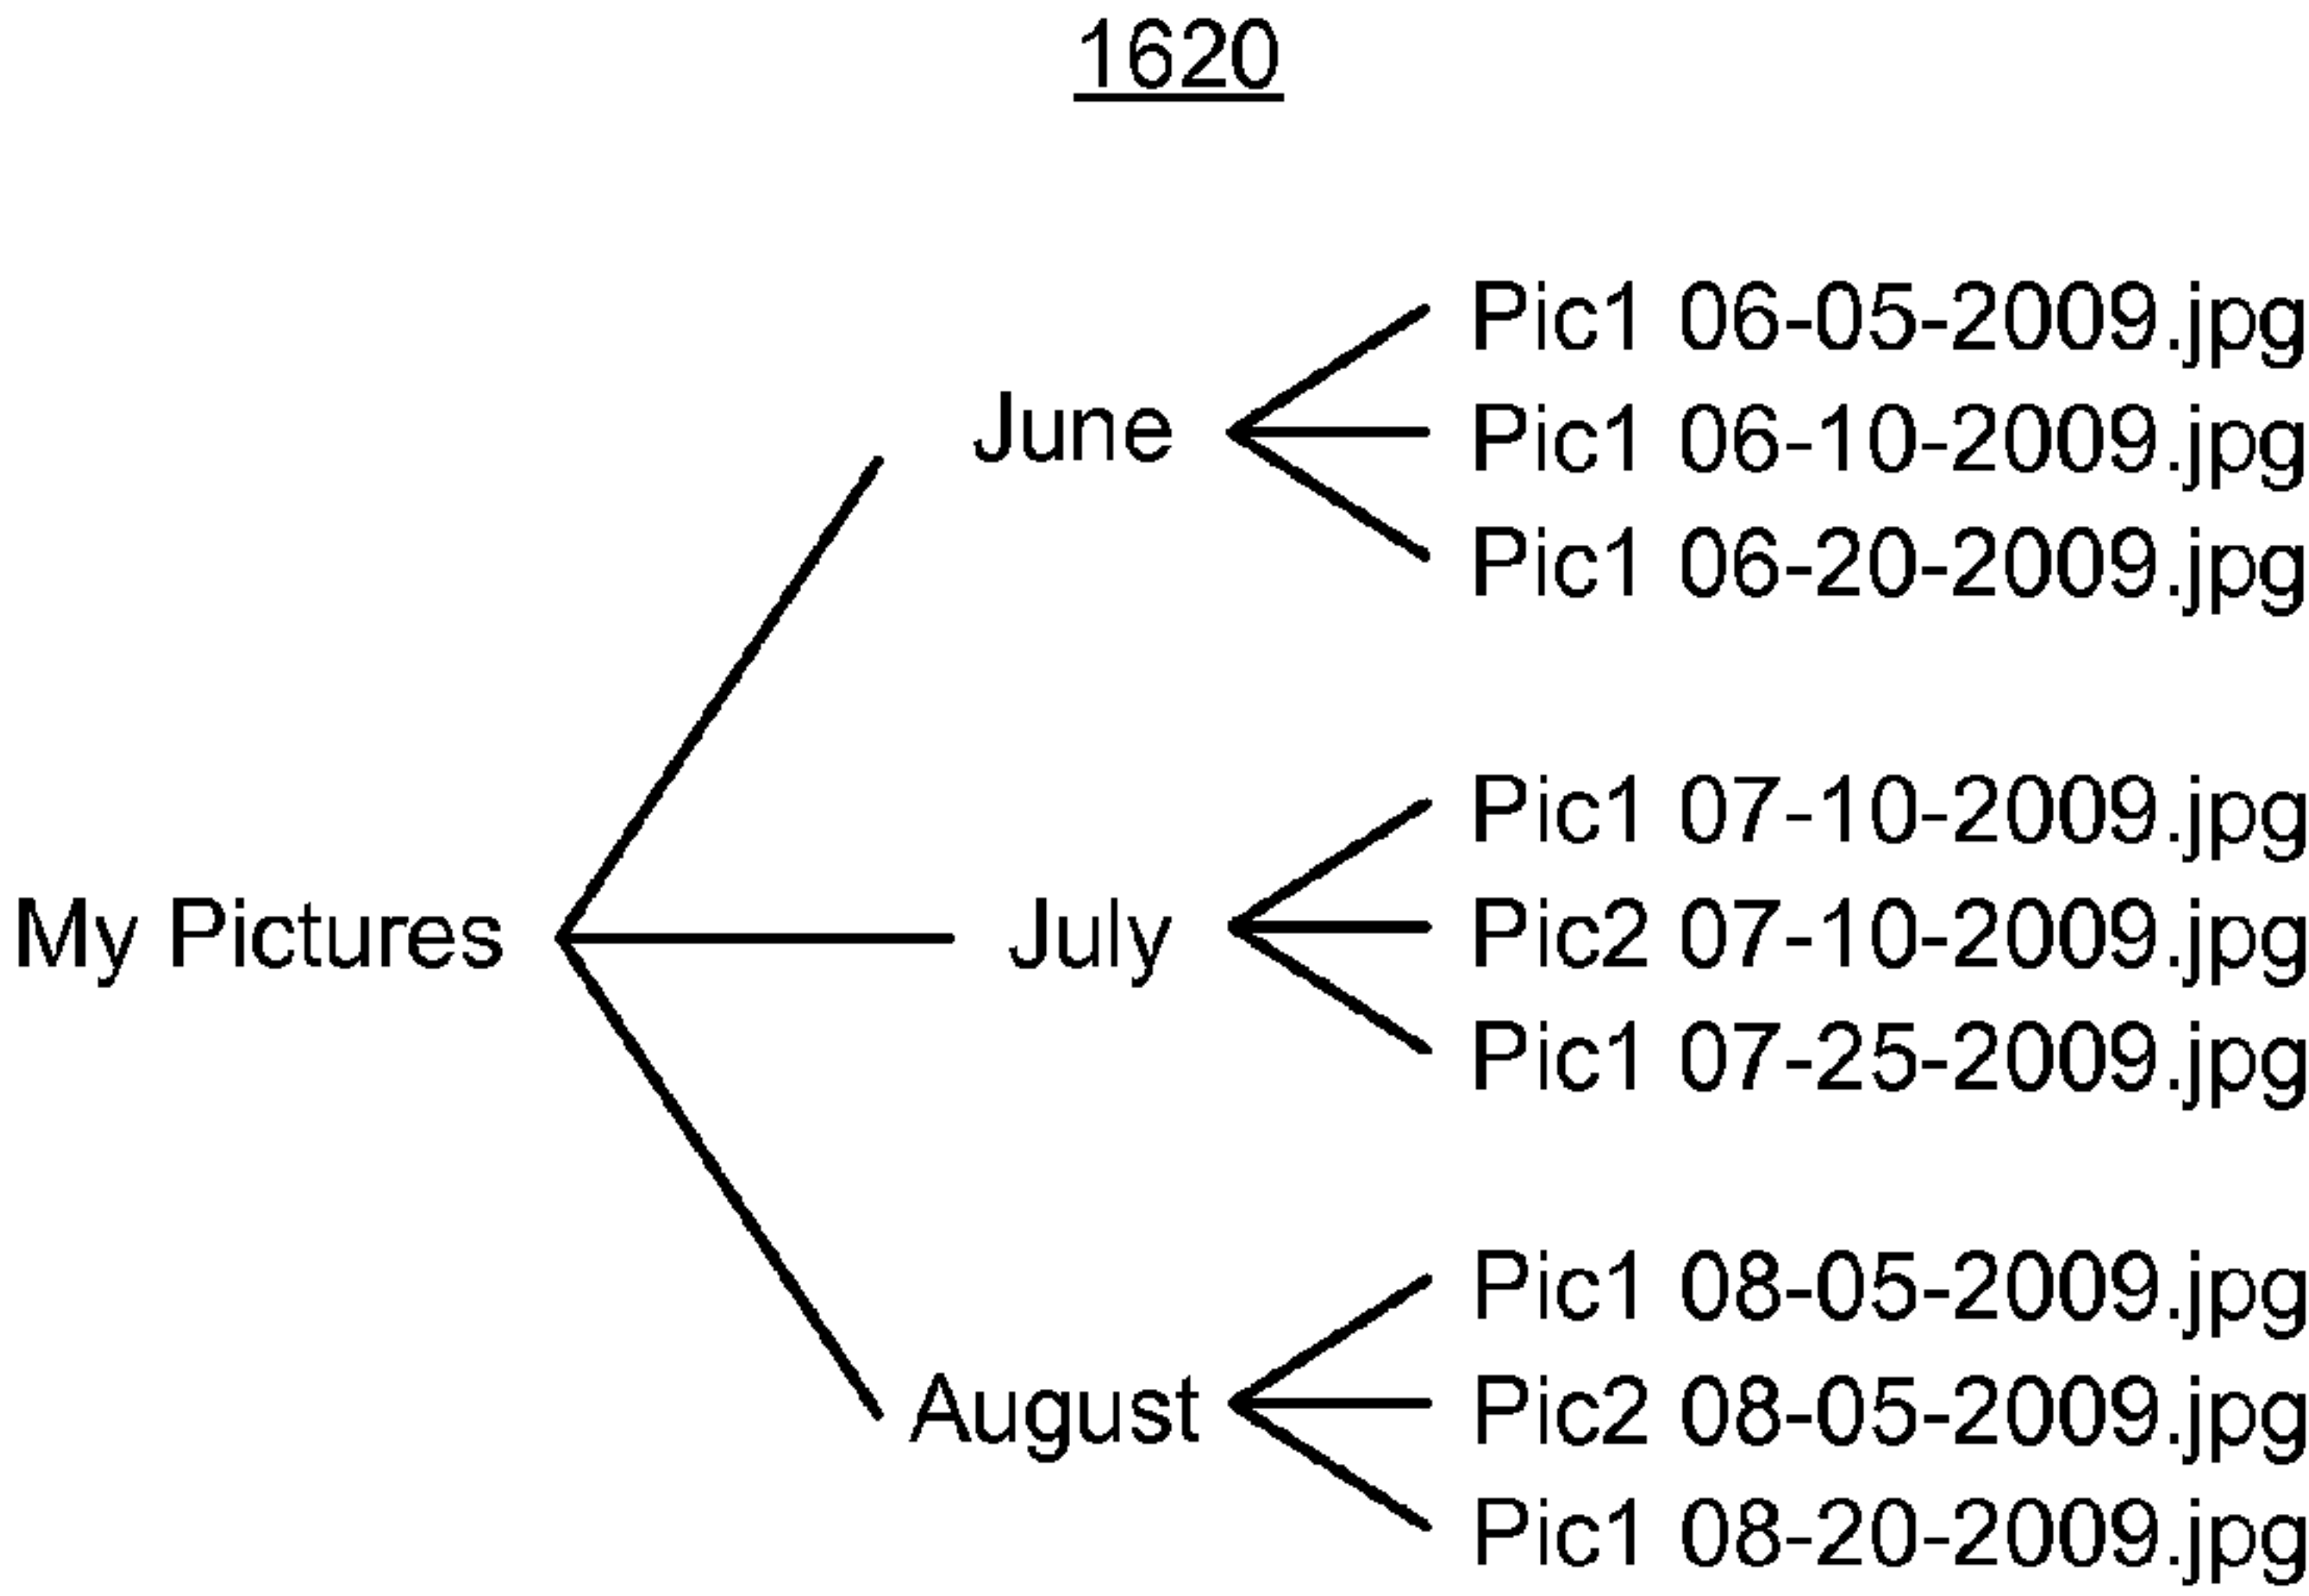 1620
My Pictures
June
Pic1 06-05-2009.jpg
Pic1 06-10-2009.jpg
Pic1 06-20-2009.jpg
July
Pic1 07-10-2009.jpg
Pic2 07-10-2009.jpg
Pic1 07-25-2009.jpg
August
Pic1 08-05-2009.jpg
Pic2 08-05-2009.jpg
Pic1 08-20-2009.jpg